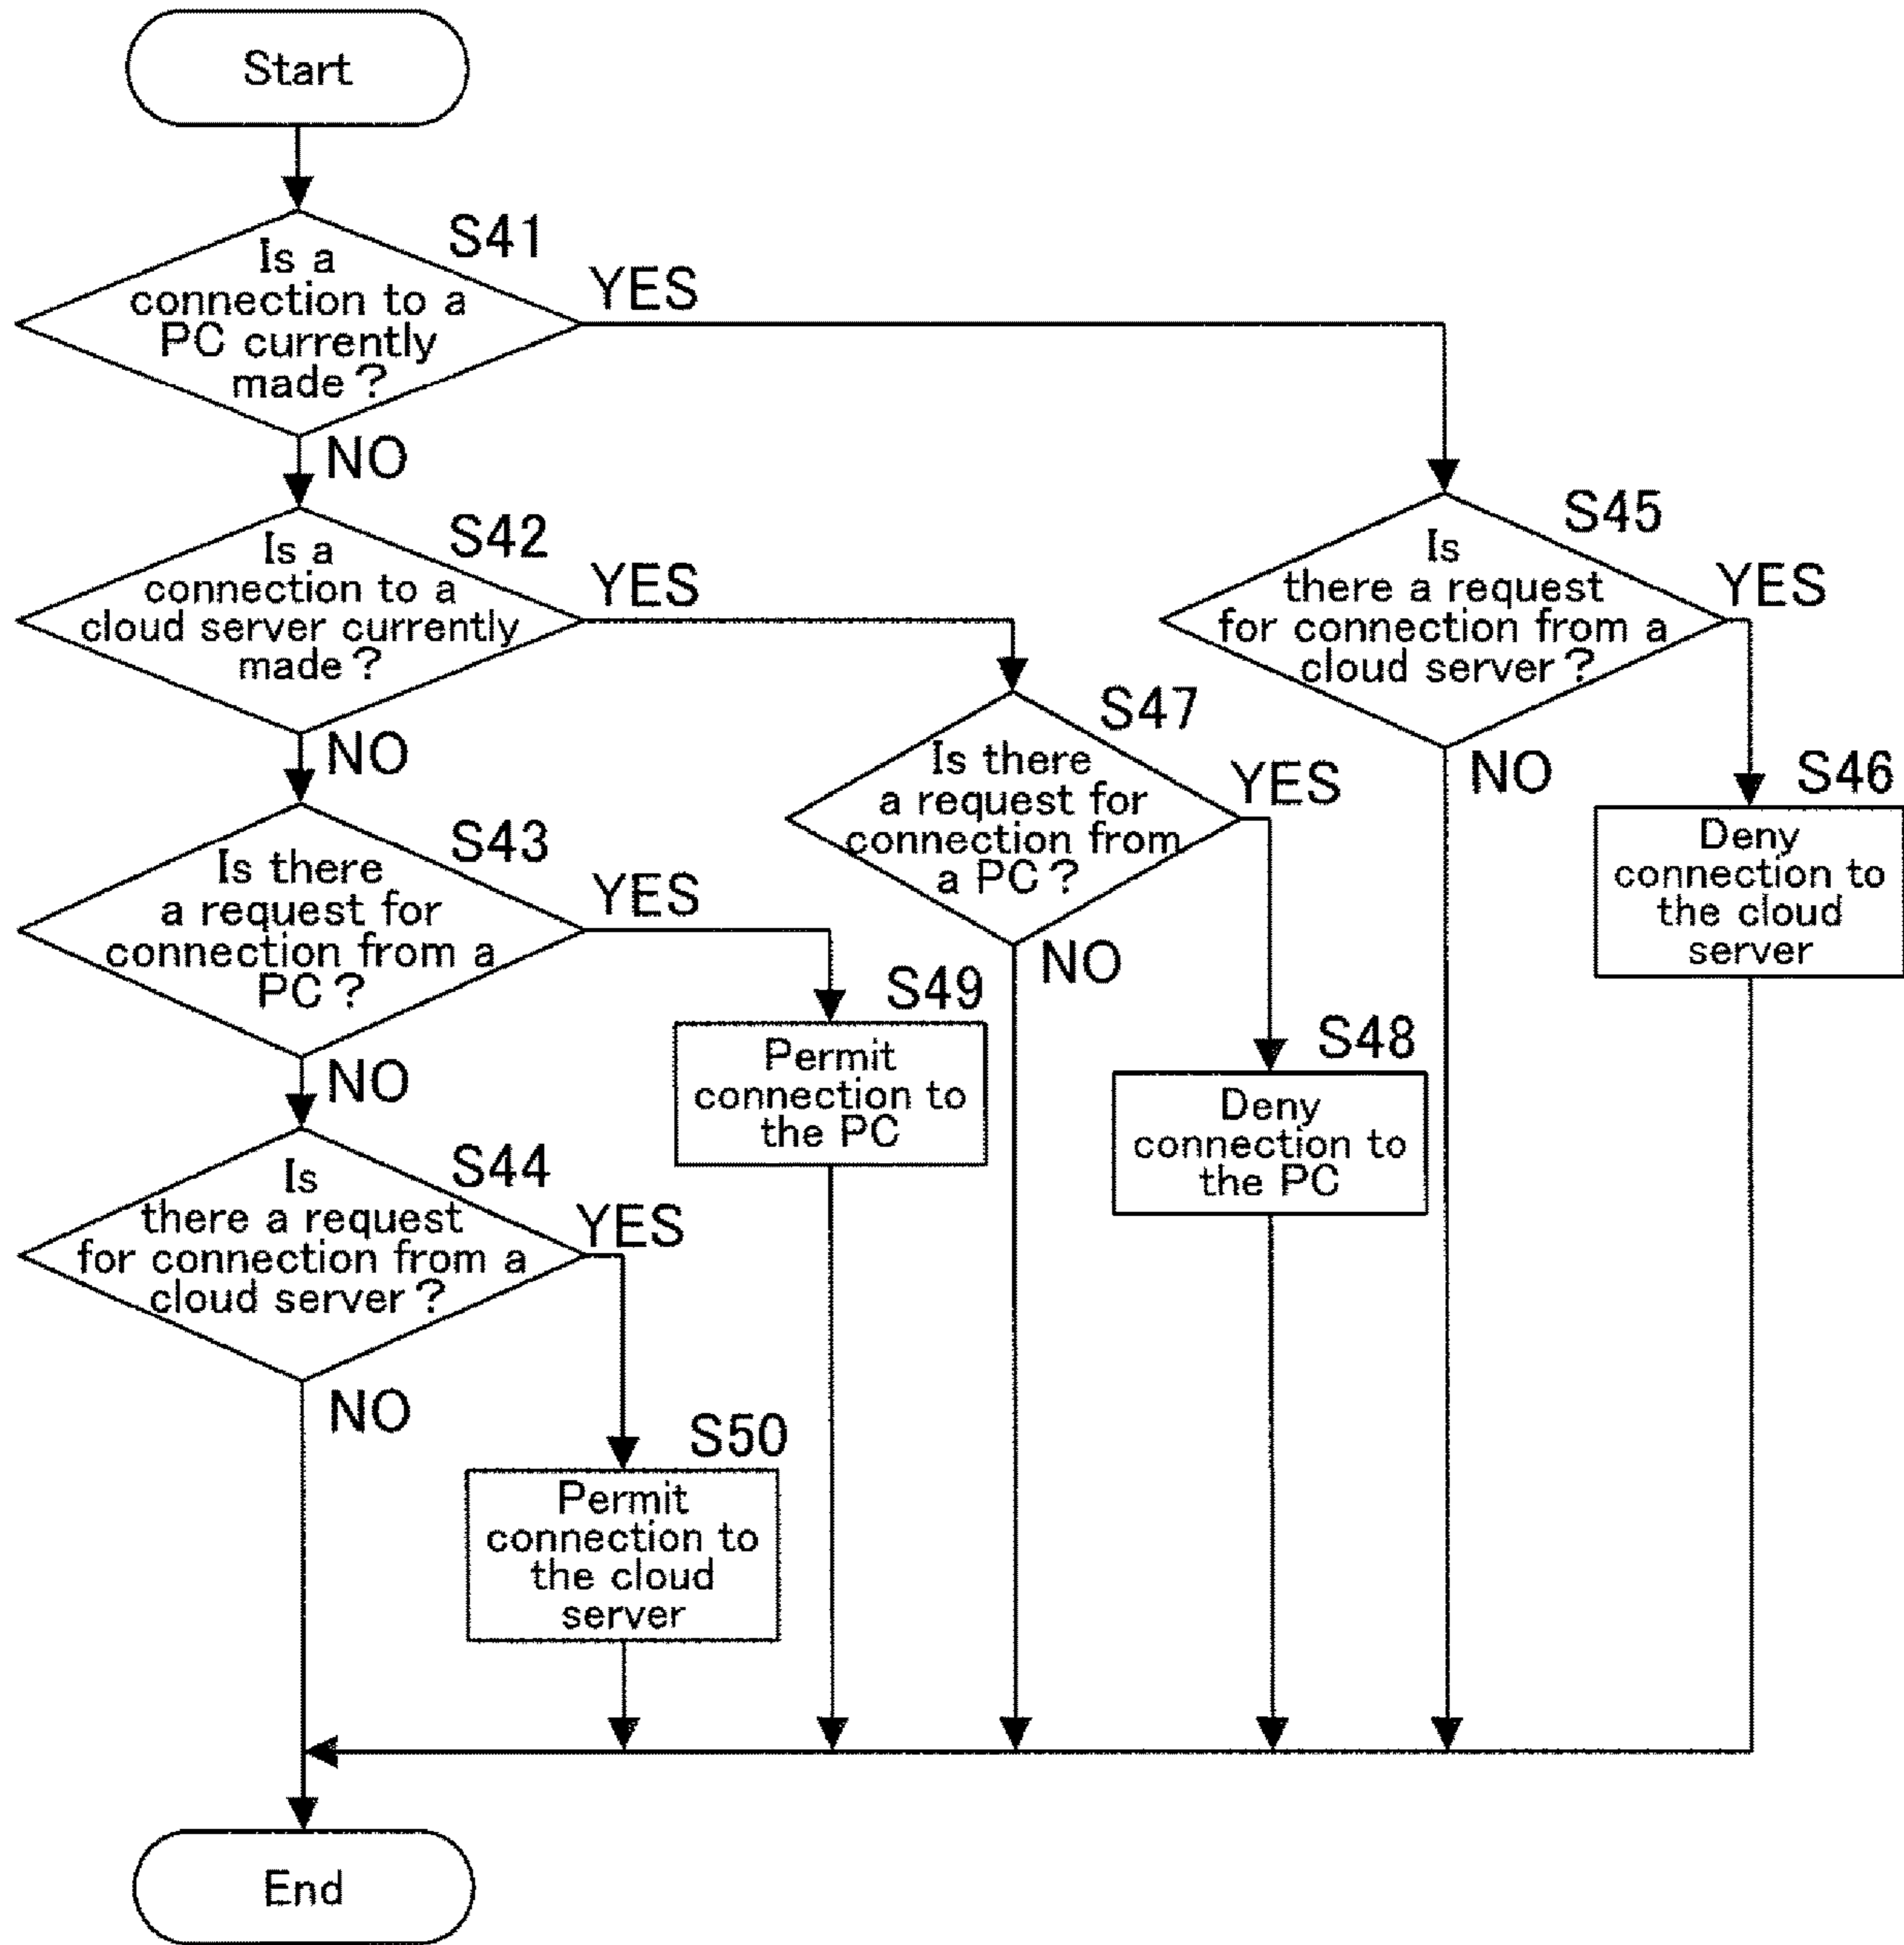 Start
S41
Is a
connection to a
PC currently
made?
YES
NO
S42
Is a
connection to a
cloud server currently
made?
YES
NO
S45
Is
there a request
for connection from a
cloud server?
YES
NO
S46
Deny
connection to
the cloud
server
S47
Is there
a request for
connection from
a PC?
YES
NO
S43
Is there
a request for
connection from a
PC?
YES
NO
S49
Permit
connection to
the PC
S48
Deny
connection to
the PC
S44
Is
there a request
for connection from a
cloud server?
YES
NO
S50
Permit
connection to
the cloud
server
End